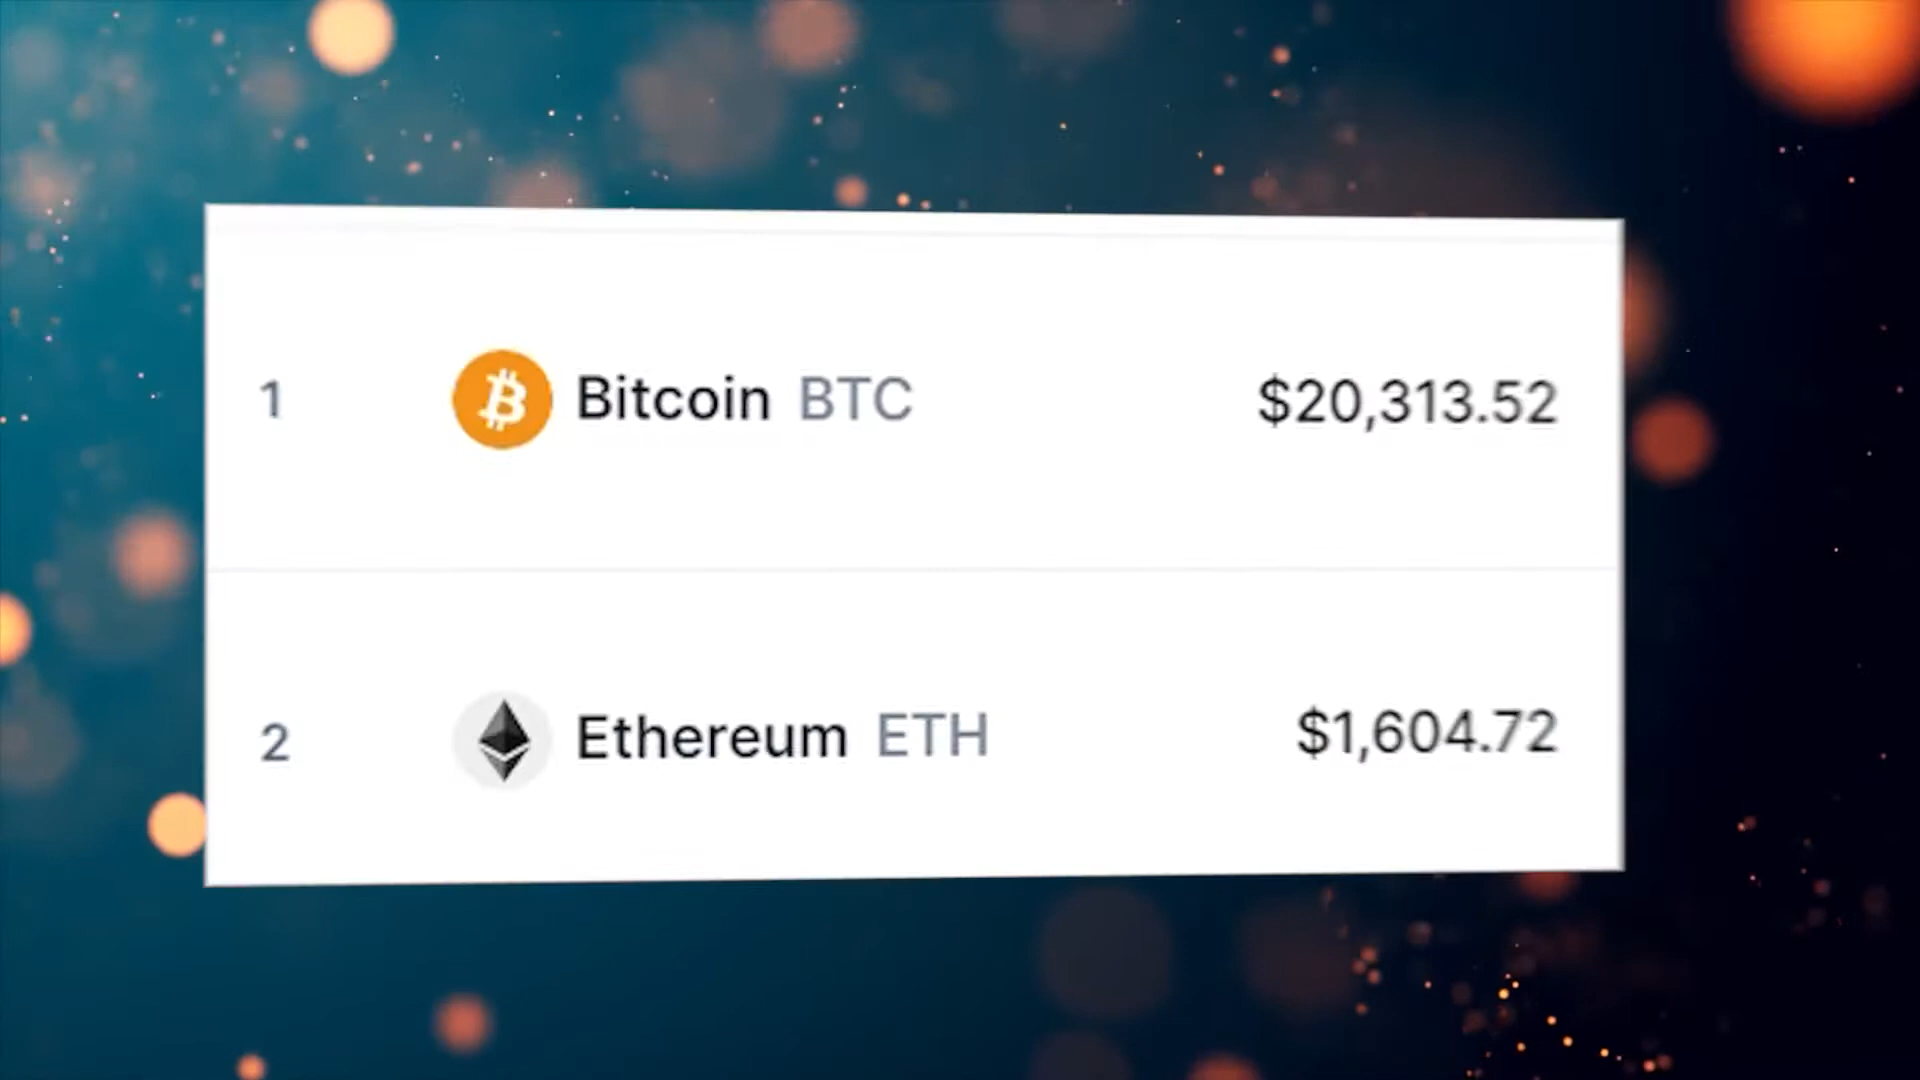 1 Bitcoin BTC $20,313.52
2 Ethereum ETH $1,604.72